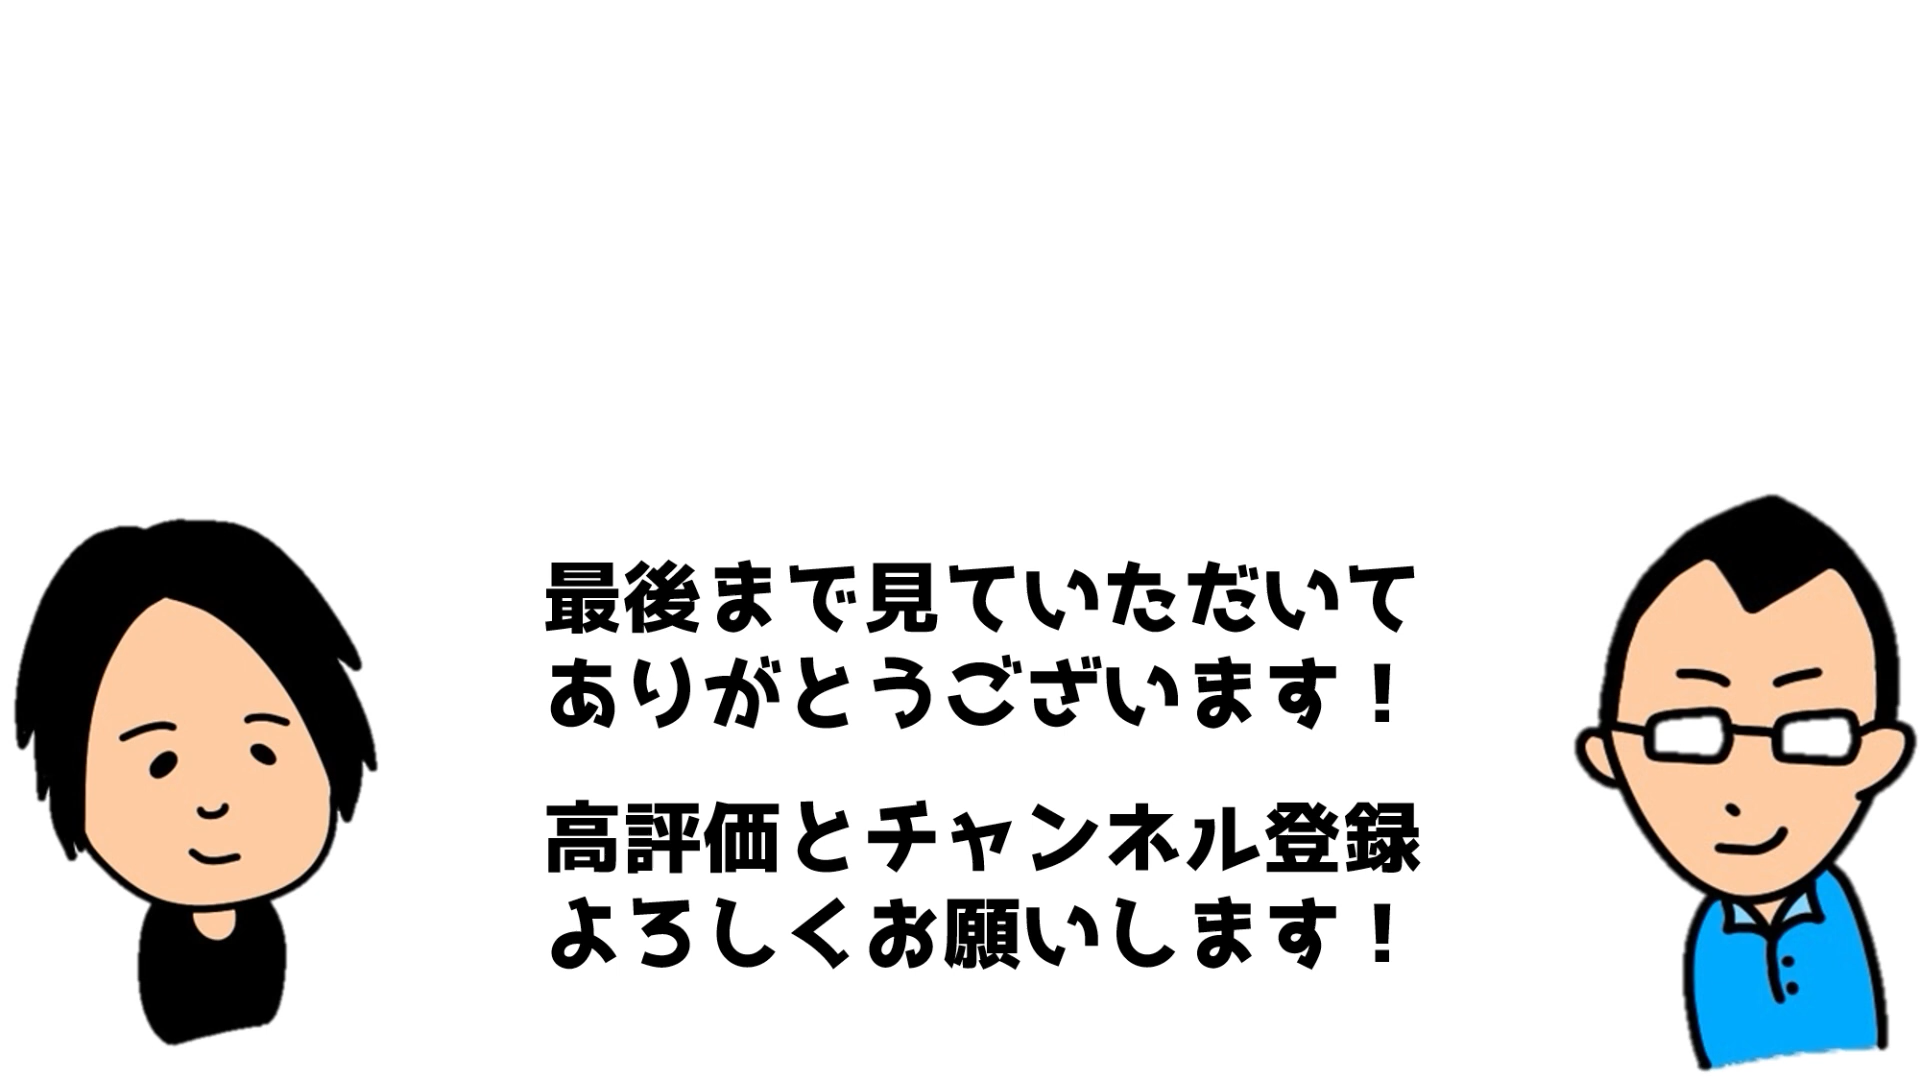 最後まで見ていただいて
ありがとうございます！
高評価とチャンネル登録
よろしくお願いします！